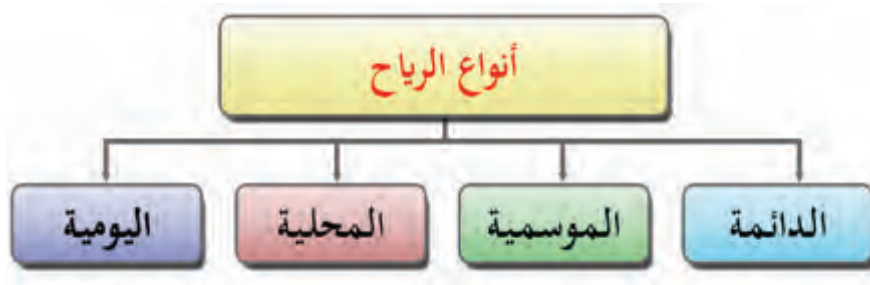 أنواع الرياح
الدائمة
الموسمية
المحلية
اليومية